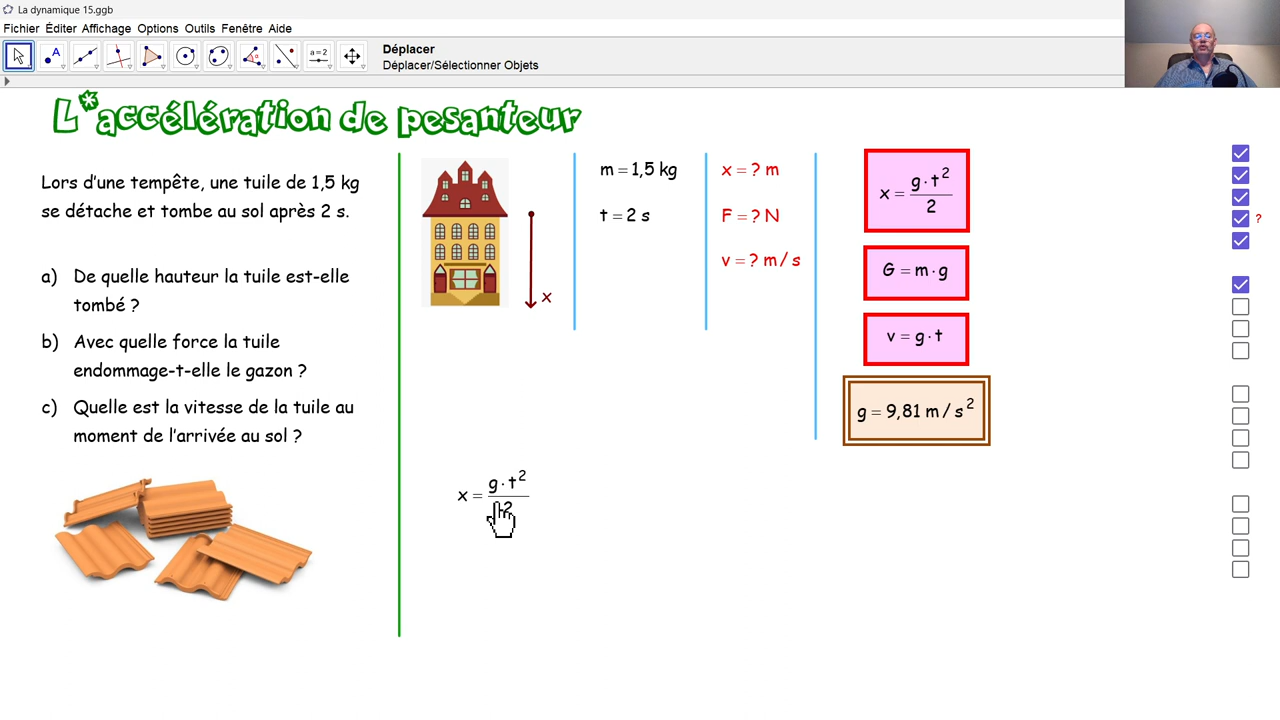 La dynamique 15.ggb
Fichier Éditer Affichage Options Outils Fenêtre Aide
A
a=2
Déplacer
Déplacer/Sélectionner Objets
L'accélération de pesanteur
Lors d'une tempête, une tuile de 1,5 kg
se détache et tombe au sol après 2 s.
a) De quelle hauteur la tuile est-elle
tombé ?
b) Avec quelle force la tuile
endommage-t-elle le gazon ?
c) Quelle est la vitesse de la tuile au
moment de l'arrivée au sol ?
x
m = 1,5 kg
t = 2 s
x = ? m
F = ? N
v = ? m / s
x = g · t² / 2
G = m · g
v = g · t
g = 9,81 m / s²
x = g · t² / 2
?